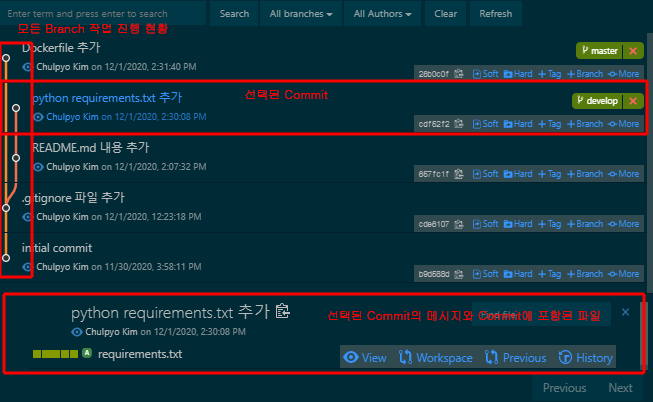 Enter term and press enter to search Search All branches All Authors Clear Refresh
모든 Branch 작업 진행 현황
Dockerfile 추가 master ×
Chulpyo Kim on 12/1/2020, 2:31:40 PM
28b0c0f Soft Hard +Tag +Branch More
python requirements.txt 추가 선택된 Commit develop ×
Chulpyo Kim on 12/1/2020, 2:30:08 PM
cdf52f2 Soft Hard +Tag +Branch More
README.md 내용 추가
Chulpyo Kim on 12/1/2020, 2:07:32 PM
857fc1f Soft Hard +Tag +Branch More
.gitignore 파일 추가
Chulpyo Kim on 12/1/2020, 12:23:18 PM
cde6107 Soft Hard +Tag +Branch More
initial commit
Chulpyo Kim on 11/30/2020, 3:58:11 PM
b9d588d Soft Hard +Tag +Branch More
python requirements.txt 추가
선택된 Commit의 메시지와 Commit에 포함된 파일 ×
Chulpyo Kim on 12/1/2020, 2:30:08 PM
A requirements.txt View Workspace Previous History
Previous Next